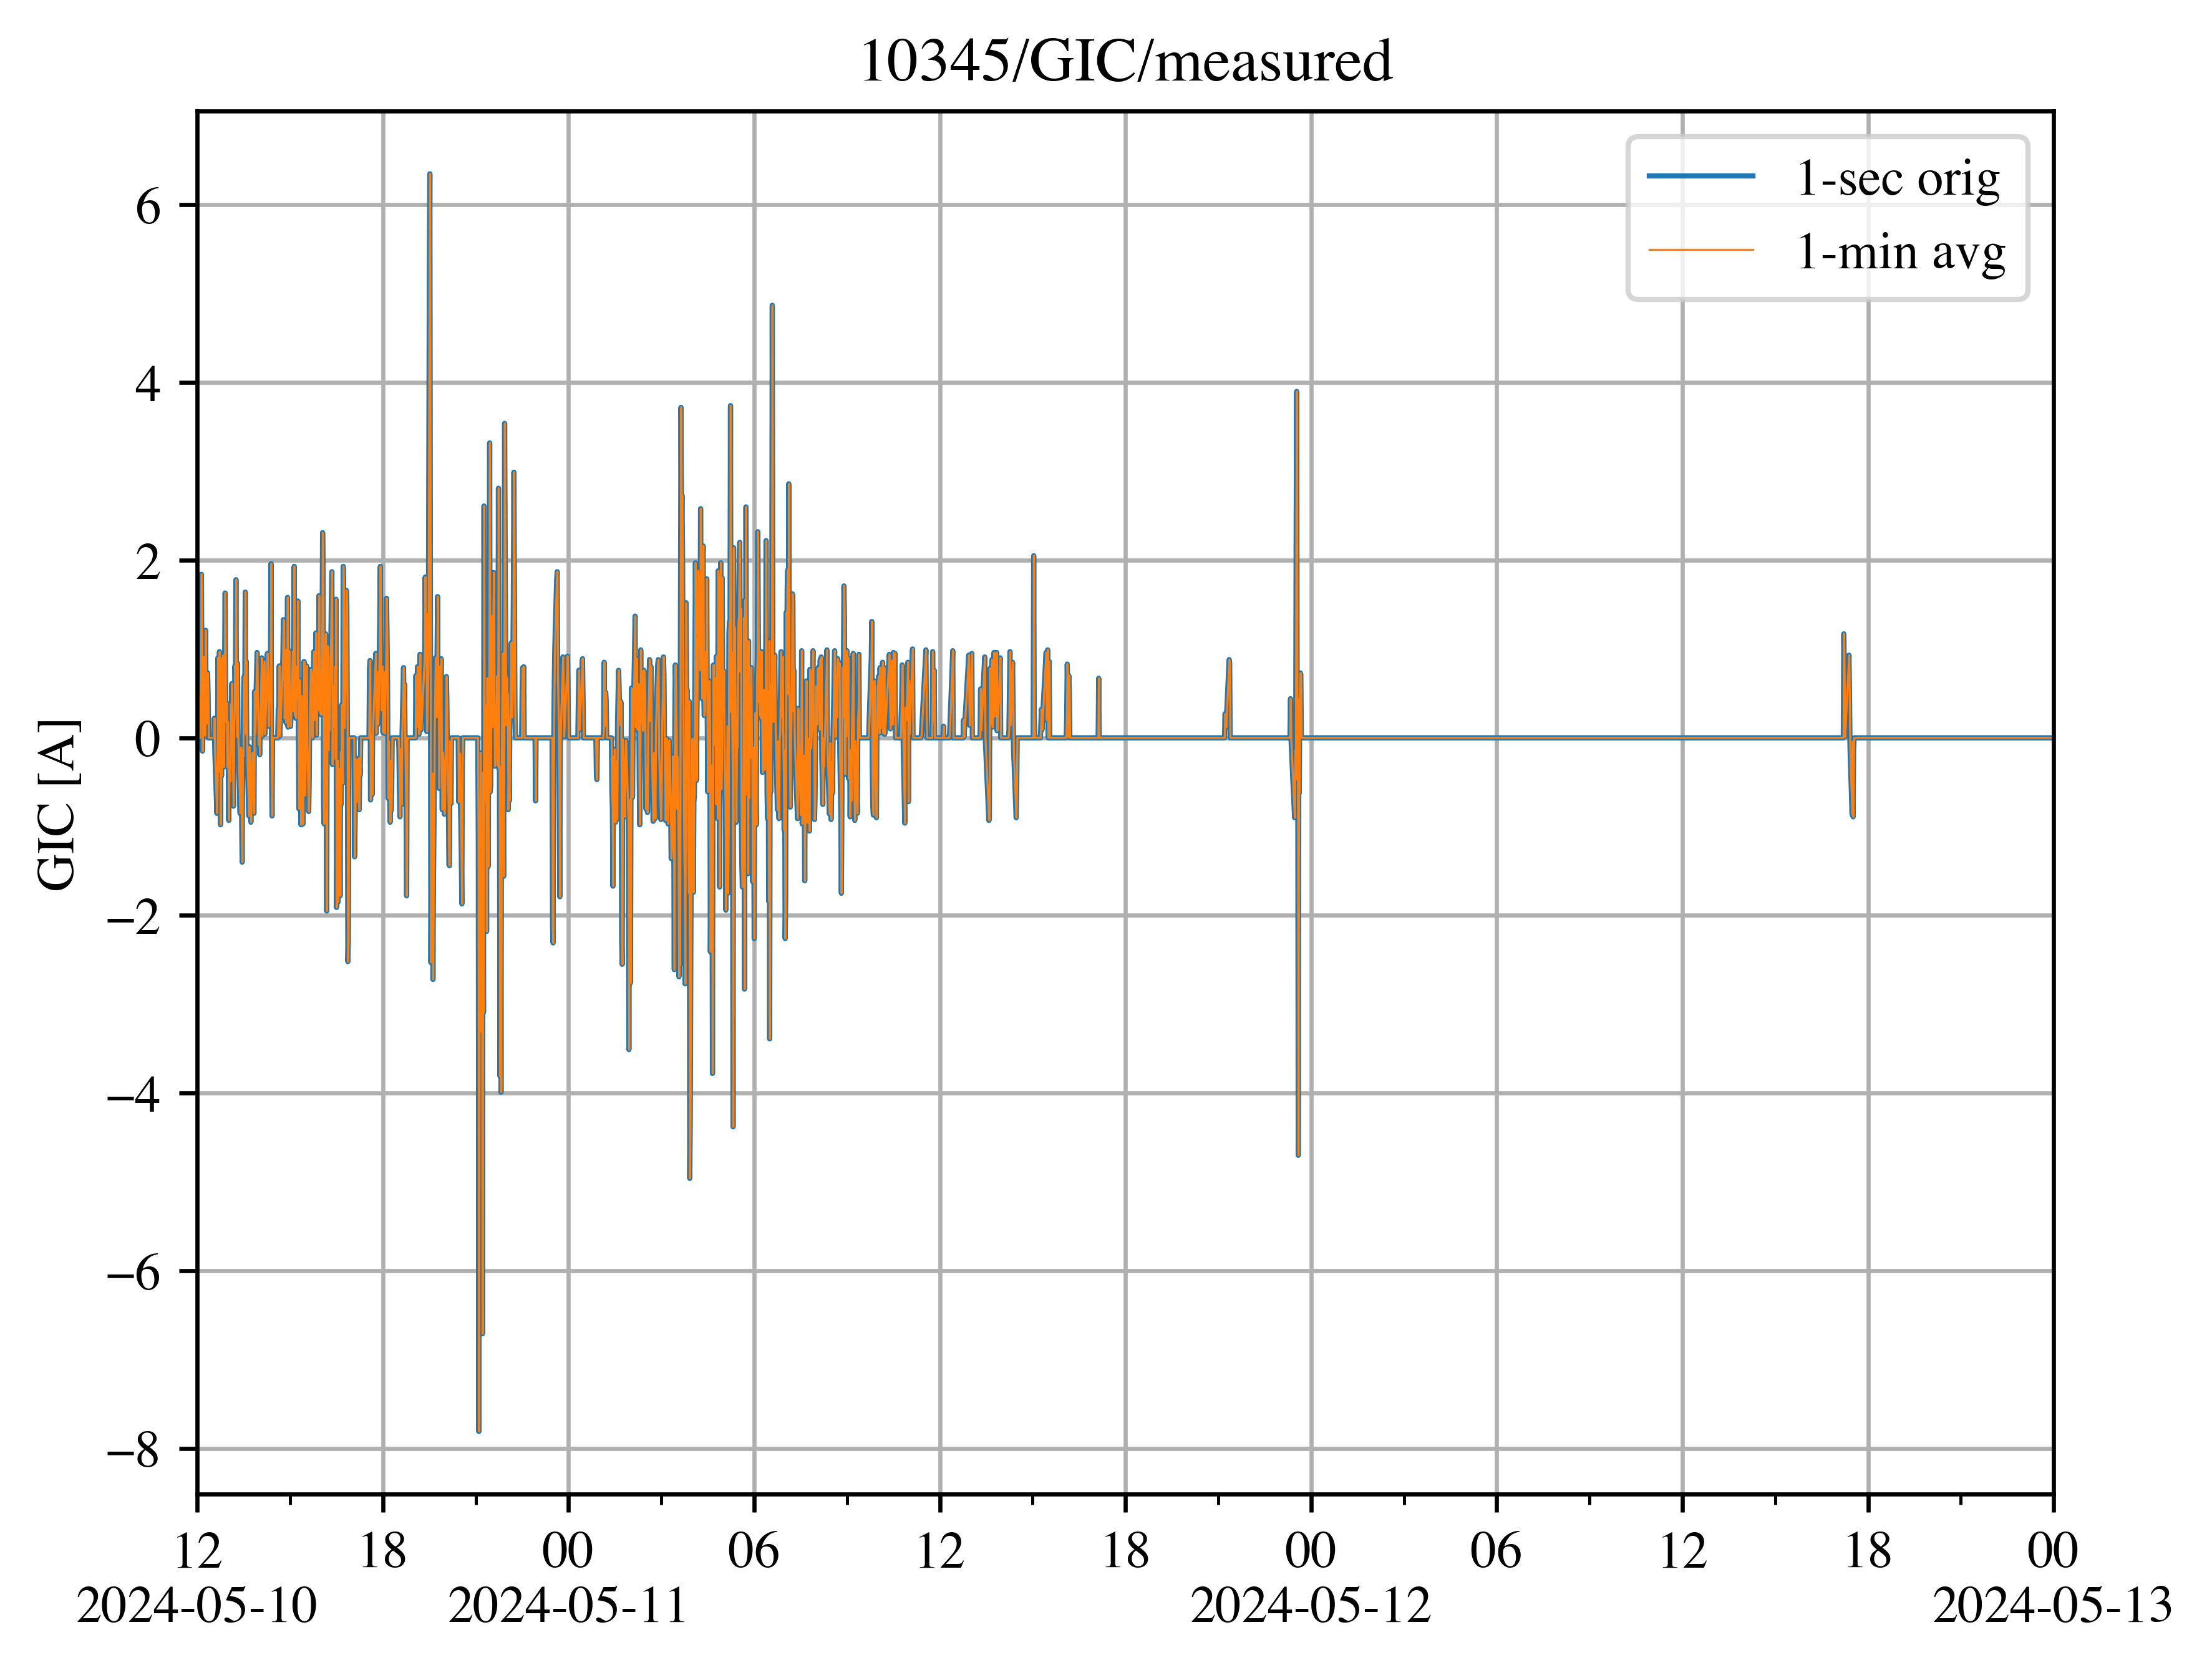 10345/GIC/measured
1-sec orig
1-min avg
6
4
2
0
−2
−4
−6
−8
GIC [A]
12 18 00 06 12 18 00 06 12 18 00
2024-05-10 2024-05-11 2024-05-12 2024-05-13